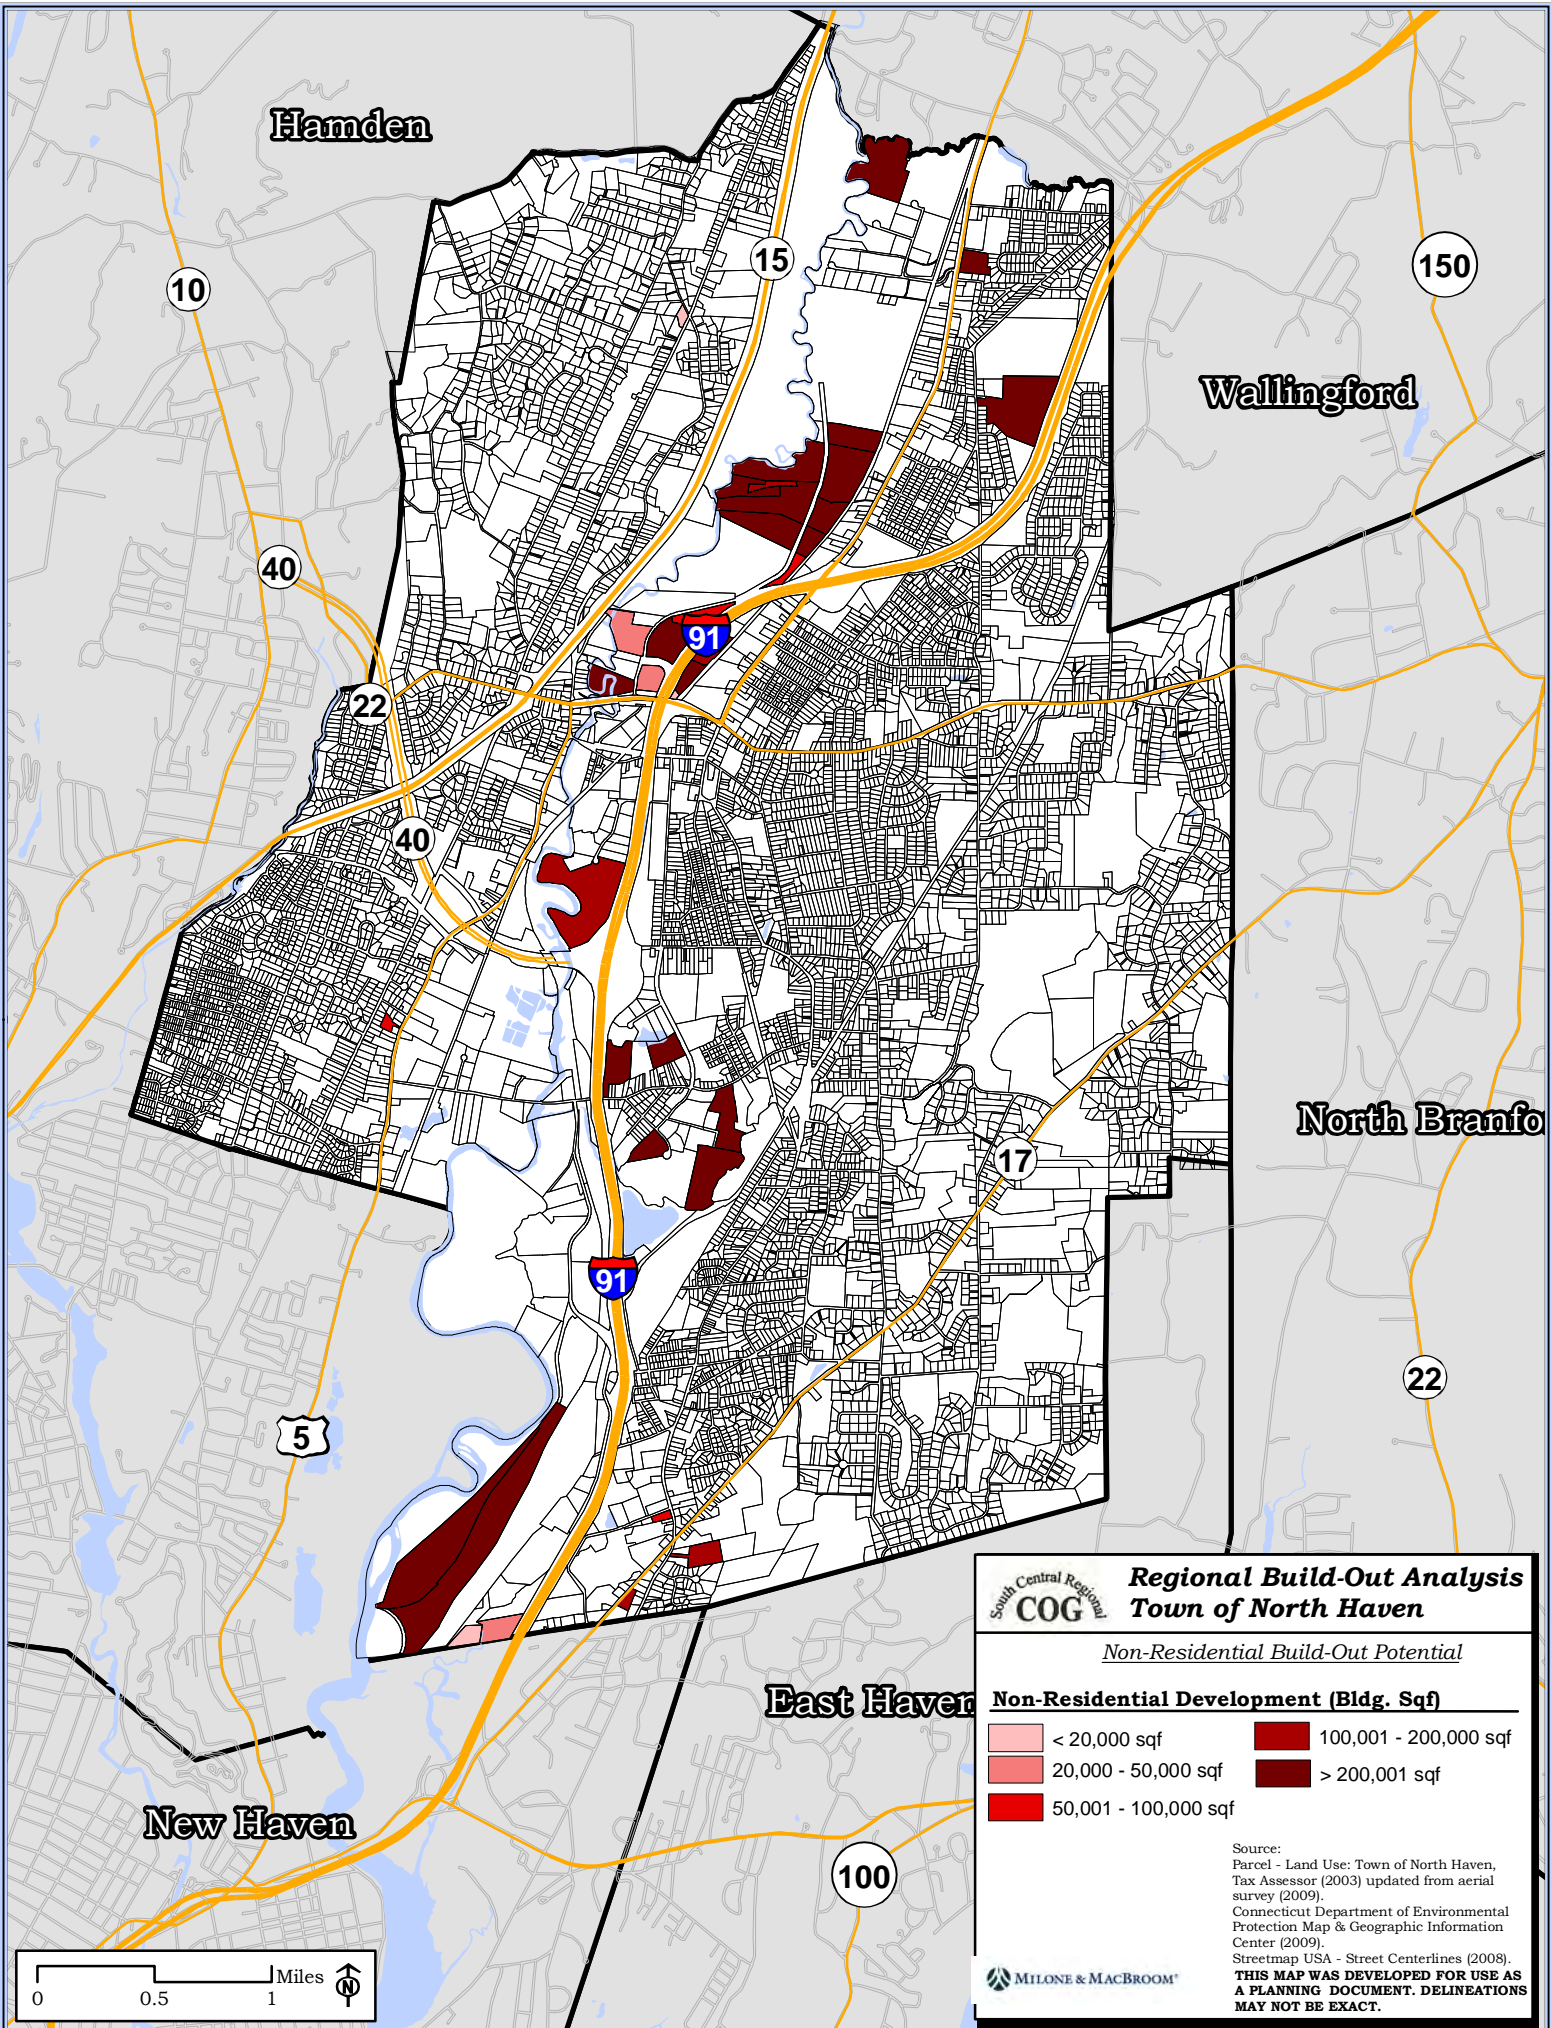 Hamden
15
10
150
Wallingford
40
91
22
40
North Branfo
17
91
22
5
South Central Regional
COG
Regional Build-Out Analysis
Town of North Haven
Non-Residential Build-Out Potential
Non-Residential Development (Bldg. Sqf)
< 20,000 sqf
100,001 - 200,000 sqf
20,000 - 50,000 sqf
> 200,001 sqf
50,001 - 100,000 sqf
East Haven
New Haven
100
Source:
Parcel - Land Use: Town of North Haven,
Tax Assessor (2003) updated from aerial
survey (2009).
Connecticut Department of Environmental
Protection Map & Geographic Information
Center (2009).
Streetmap USA - Street Centerlines (2008).
THIS MAP WAS DEVELOPED FOR USE AS
A PLANNING DOCUMENT. DELINEATIONS
MAY NOT BE EXACT.
MILONE & MACBROOM®
Miles
N
0 0.5 1